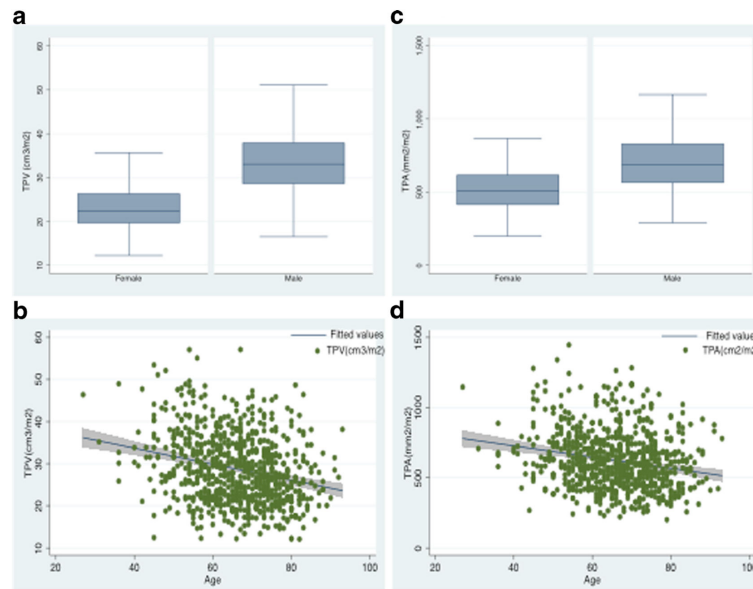 a
TPV (cm3/m2)
60
50
40
30
20
10
Female
Male
c
TPA (mm2/m2)
1,500
1,000
500
0
Female
Male
b
TPV(cm3/m2)
60
50
40
30
20
10
Fitted values
TPV(cm3/m2)
20
40
60
80
100
Age
d
TPA(mm2/m2)
1500
1000
500
0
Fitted value
TPA(cm2/m2
20
40
60
80
100
Age